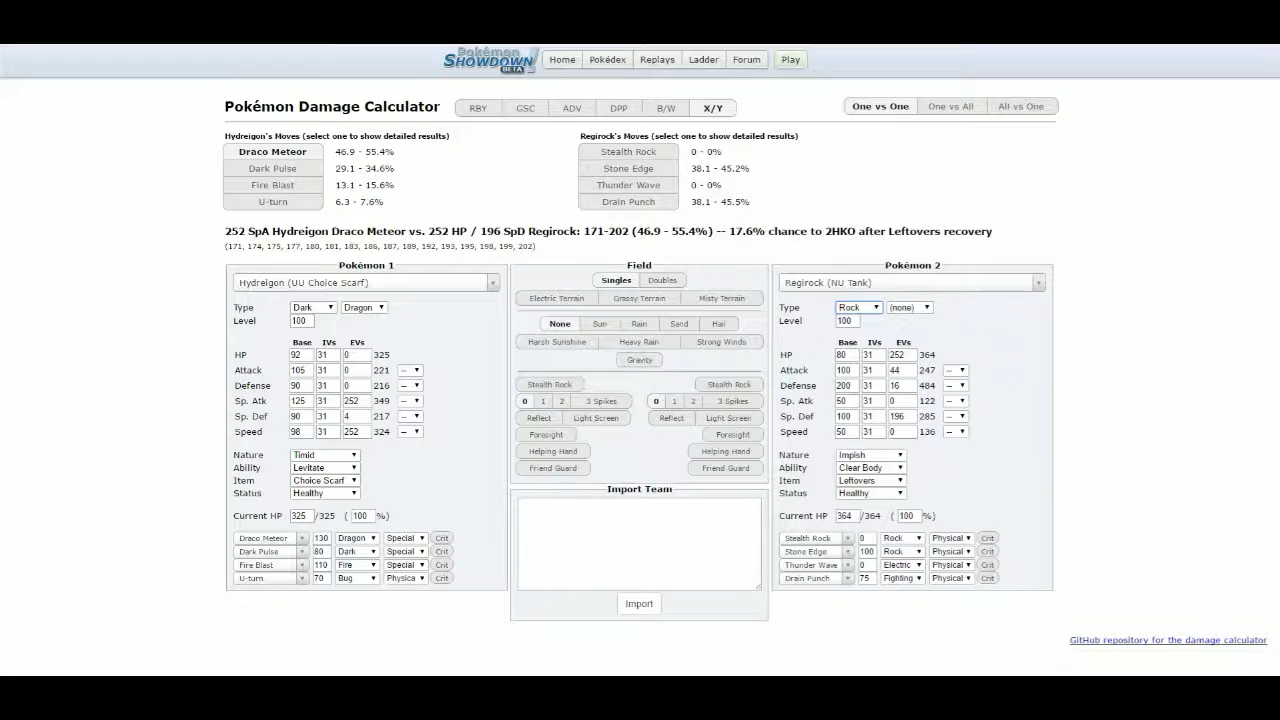 Pokémon SHOWDOWN BETA Home Pokédex Replays Ladder Forum Play
Pokémon Damage Calculator RBY GSC ADV DPP B/W X/Y One vs One One vs All All vs One
Hydreigon's Moves (select one to show detailed results) Regirock's Moves (select one to show detailed results)
Draco Meteor 46.9 - 55.4% Stealth Rock 0 - 0%
Dark Pulse 29.1 - 34.6% Stone Edge 38.1 - 45.2%
Fire Blast 13.1 - 15.6% Thunder Wave 0 - 0%
U-turn 6.3 - 7.6% Drain Punch 38.1 - 45.5%
252 SpA Hydreigon Draco Meteor vs. 252 HP / 196 SpD Regirock: 171-202 (46.9 - 55.4%) -- 17.6% chance to 2HKO after Leftovers recovery
(171, 174, 175, 177, 180, 181, 183, 186, 187, 189, 192, 193, 195, 198, 199, 202)
Pokémon 1
Hydreigon (UU Choice Scarf)
Type Dark Dragon
Level 100
Base IVs EVs
HP 92 31 0 325
Attack 105 31 0 221 --
Defense 90 31 0 216 --
Sp. Atk 125 31 252 349 --
Sp. Def 90 31 4 217 --
Speed 98 31 252 324 --
Nature Timid
Ability Levitate
Item Choice Scarf
Status Healthy
Current HP 325 /325 ( 100 %)
Draco Meteor 130 Dragon Special Crit
Dark Pulse 80 Dark Special Crit
Fire Blast 110 Fire Special Crit
U-turn 70 Bug Physica Crit
Field
Singles Doubles
Electric Terrain Grassy Terrain Misty Terrain
None Sun Rain Sand Hail
Harsh Sunshine Heavy Rain Strong Winds
Gravity
Stealth Rock Stealth Rock
0 1 2 3 Spikes 0 1 2 3 Spikes
Reflect Light Screen Reflect Light Screen
Foresight Foresight
Helping Hand Helping Hand
Friend Guard Friend Guard
Import Team
Import
Pokémon 2
Regirock (NU Tank)
Type Rock (none)
Level 100
Base IVs EVs
HP 80 31 252 364
Attack 100 31 44 247 --
Defense 200 31 16 484 --
Sp. Atk 50 31 0 122 --
Sp. Def 100 31 196 285 --
Speed 50 31 0 136 --
Nature Impish
Ability Clear Body
Item Leftovers
Status Healthy
Current HP 364 /364 ( 100 %)
Stealth Rock 0 Rock Physical Crit
Stone Edge 100 Rock Physical Crit
Thunder Wave 0 Electric Physical Crit
Drain Punch 75 Fighting Physical Crit
GitHub repository for the damage calculator